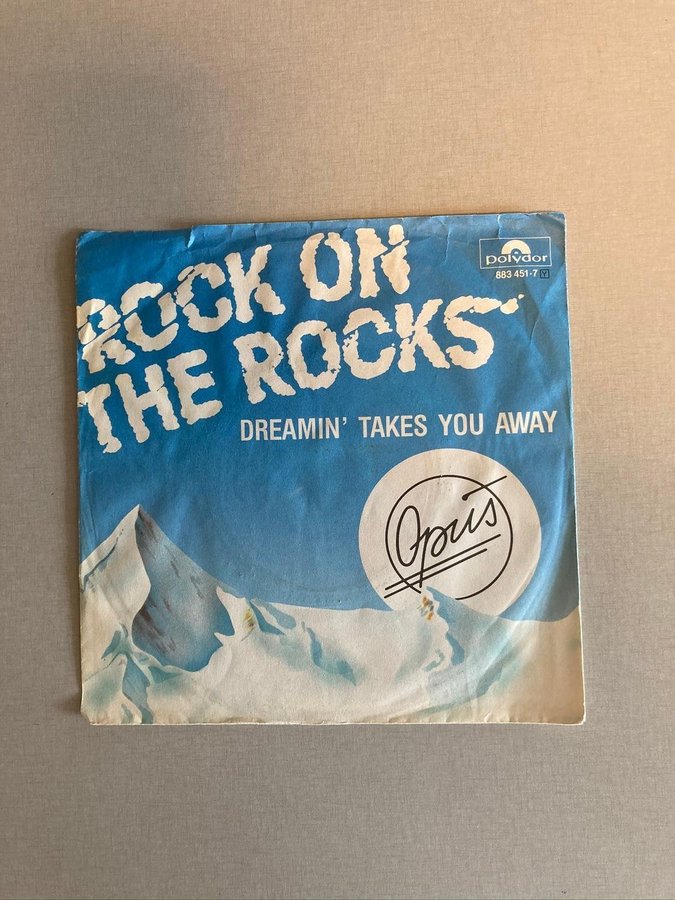 polydor
883 451-7 Y
ROCK ON
THE ROCKS
DREAMIN' TAKES YOU AWAY
Opus